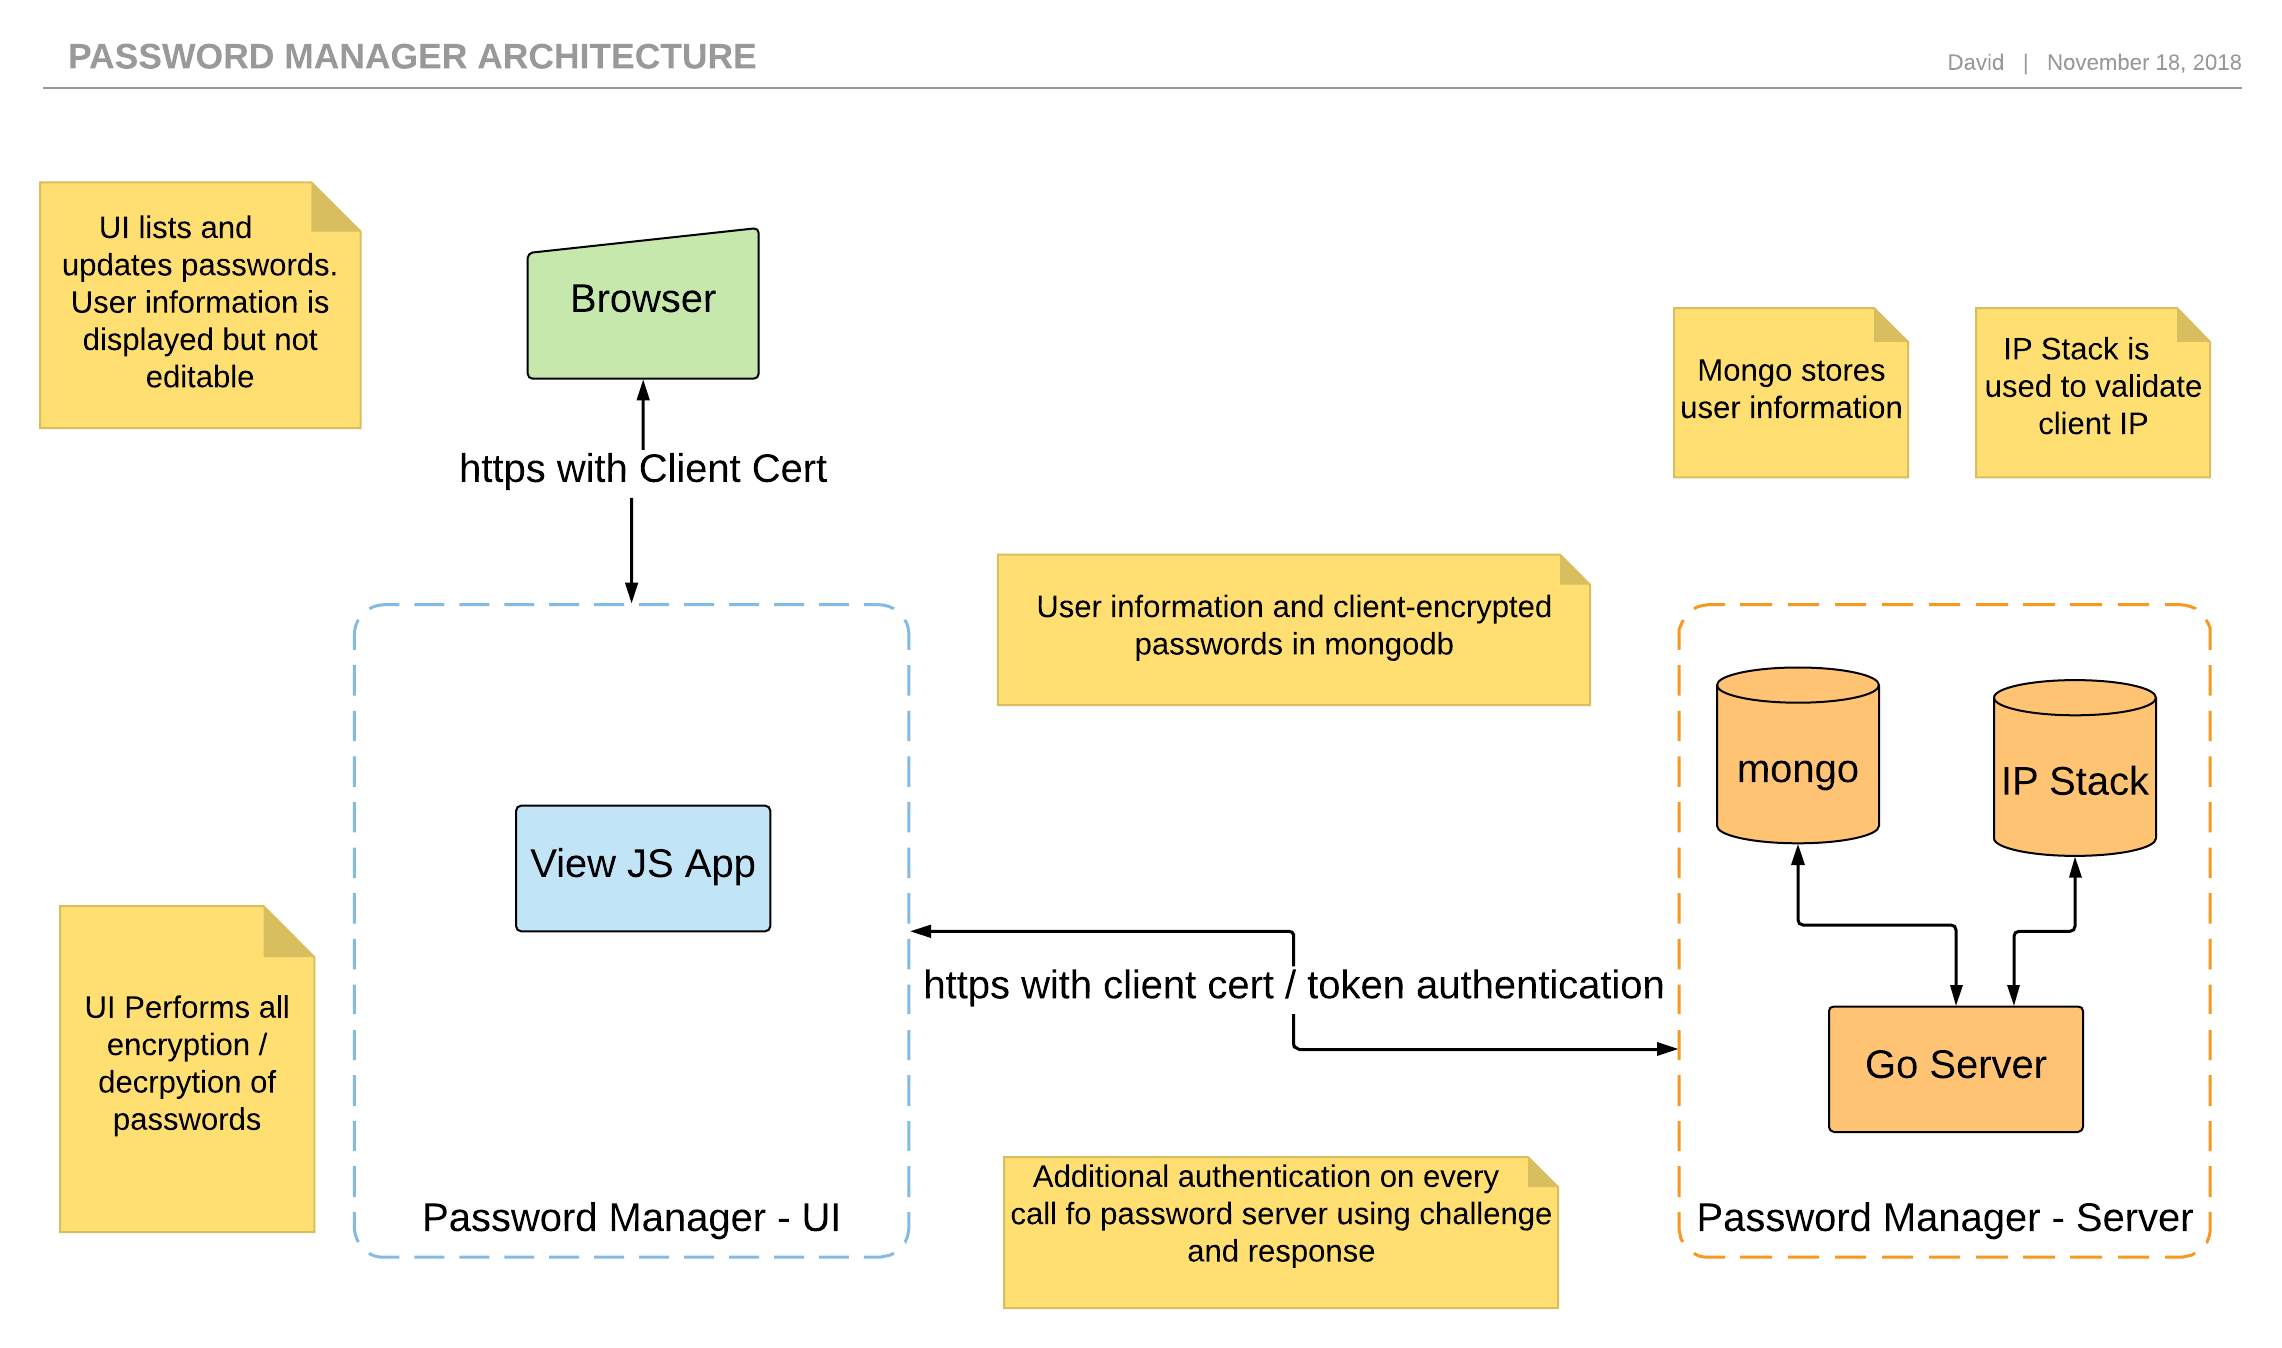 PASSWORD MANAGER ARCHITECTURE
David | November 18, 2018
UI lists and
updates passwords.
User information is
displayed but not
editable
Browser
https with Client Cert
Mongo stores
user information
IP Stack is
used to validate
client IP
User information and client-encrypted
passwords in mongodb
mongo
IP Stack
View JS App
https with client cert / token authentication
Go Server
UI Performs all
encryption /
decrpytion of
passwords
Password Manager - UI
Additional authentication on every
call fo password server using challenge
and response
Password Manager - Server